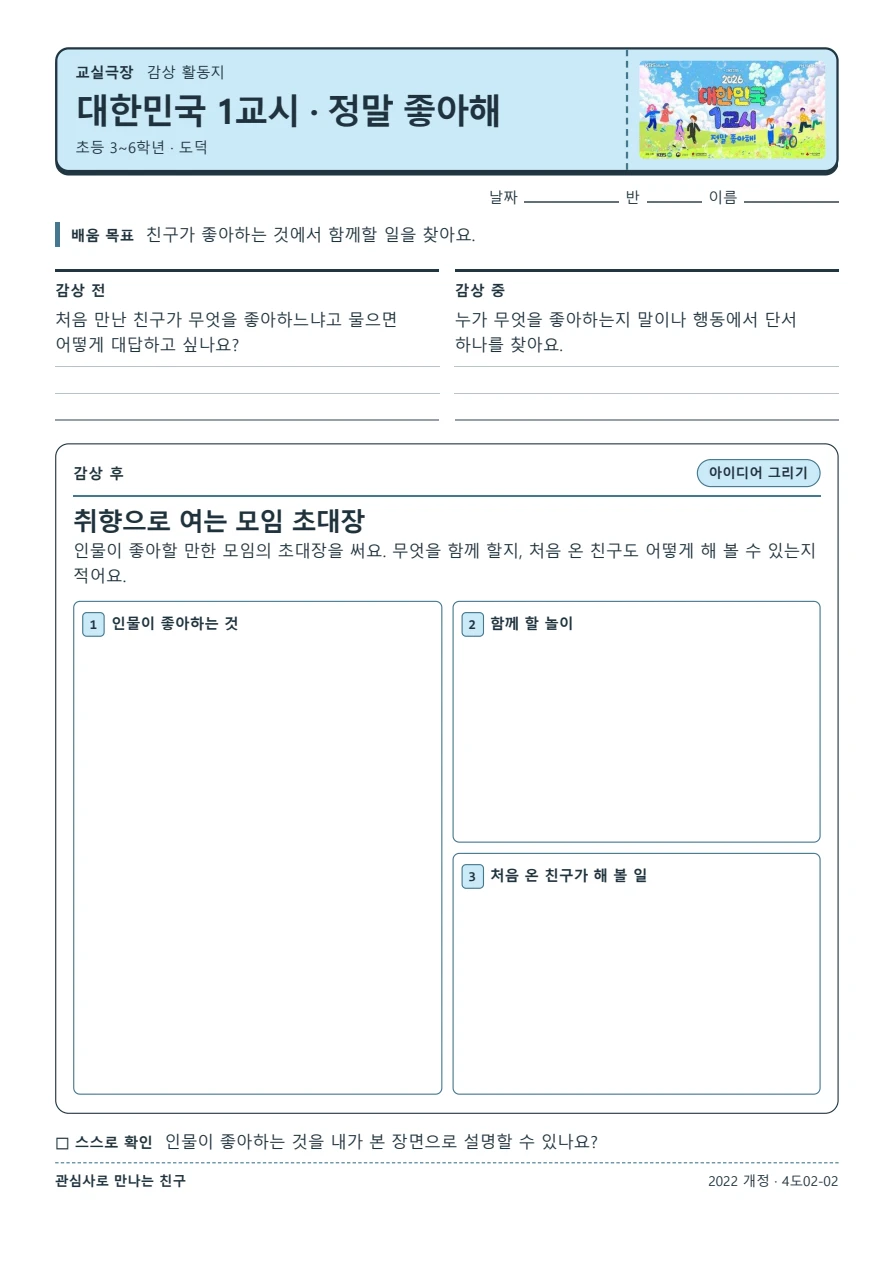 교실극장 감상 활동지
대한민국 1교시 · 정말 좋아해
초등 3~6학년 · 도덕
2026
대한민국
1교시
정말 좋아해!
날짜 반 이름
배움 목표 친구가 좋아하는 것에서 함께할 일을 찾아요.
감상 전
처음 만난 친구가 무엇을 좋아하느냐고 물으면
어떻게 대답하고 싶나요?
감상 중
누가 무엇을 좋아하는지 말이나 행동에서 단서
하나를 찾아요.
감상 후
아이디어 그리기
취향으로 여는 모임 초대장
인물이 좋아할 만한 모임의 초대장을 써요. 무엇을 함께 할지, 처음 온 친구도 어떻게 해 볼 수 있는지
적어요.
1 인물이 좋아하는 것
2 함께 할 놀이
3 처음 온 친구가 해 볼 일
□ 스스로 확인 인물이 좋아하는 것을 내가 본 장면으로 설명할 수 있나요?
관심사로 만나는 친구
2022 개정 · 4도02-02